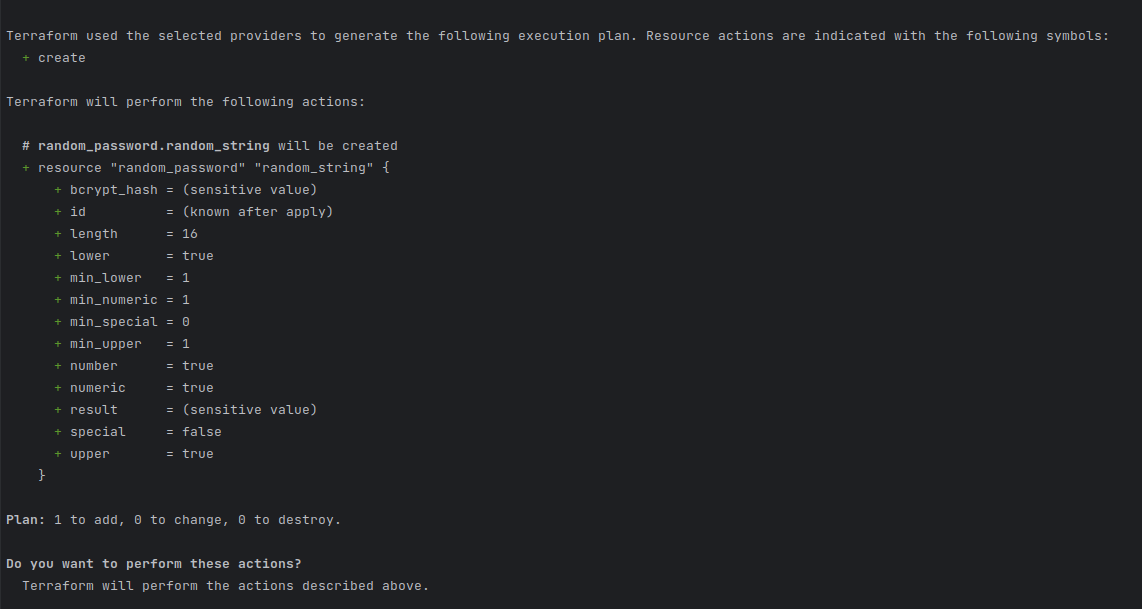 Terraform used the selected providers to generate the following execution plan. Resource actions are indicated with the following symbols:
  + create

Terraform will perform the following actions:

  # random_password.random_string will be created
  + resource "random_password" "random_string" {
      + bcrypt_hash = (sensitive value)
      + id          = (known after apply)
      + length      = 16
      + lower       = true
      + min_lower   = 1
      + min_numeric = 1
      + min_special = 0
      + min_upper   = 1
      + number      = true
      + numeric     = true
      + result      = (sensitive value)
      + special     = false
      + upper       = true
    }

Plan: 1 to add, 0 to change, 0 to destroy.

Do you want to perform these actions?
  Terraform will perform the actions described above.